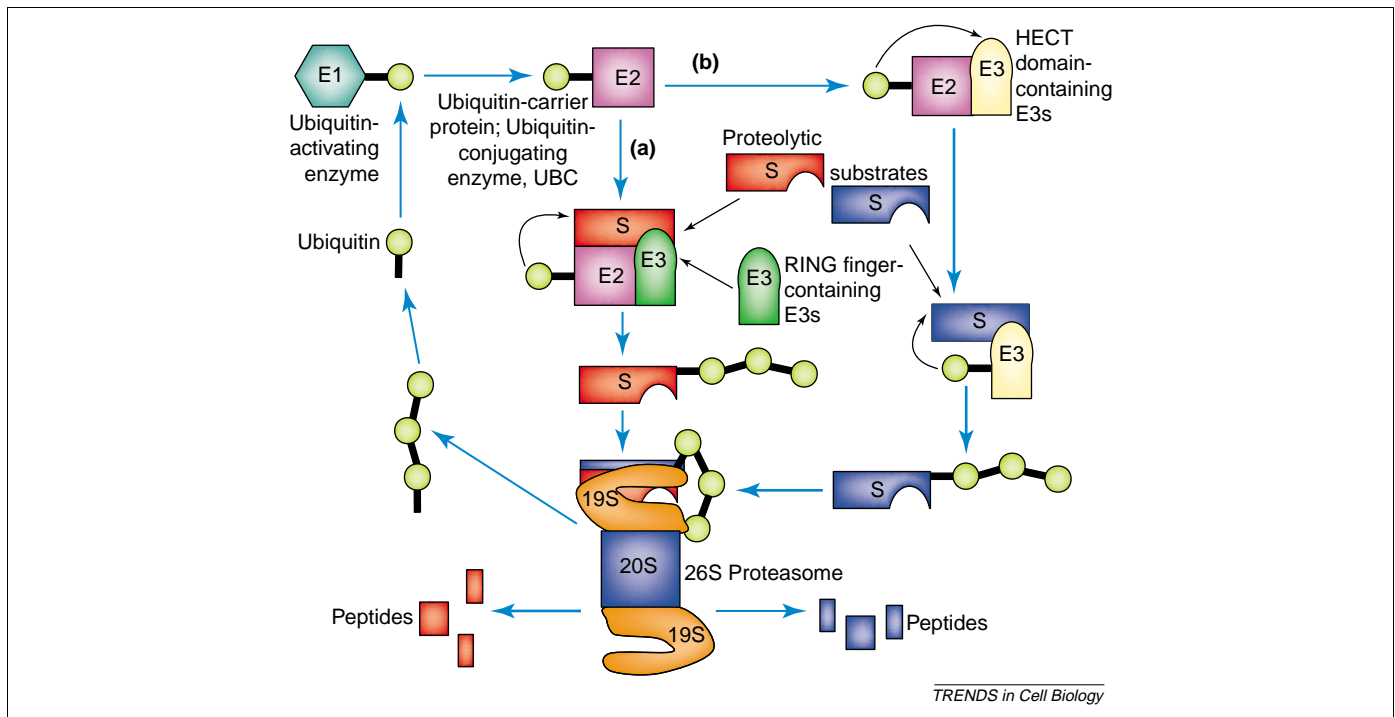 E1
Ubiquitin-
activating
enzyme
E2
Ubiquitin-carrier
protein; Ubiquitin-
conjugating
enzyme, UBC
(b)
E2
E3
HECT
domain-
containing
E3s
(a)
Proteolytic
S
substrates
S
Ubiquitin
S
E2
E3
E3
RING finger-
containing
E3s
S
E3
S
S
19S
20S
26S Proteasome
19S
Peptides
Peptides
TRENDS in Cell Biology